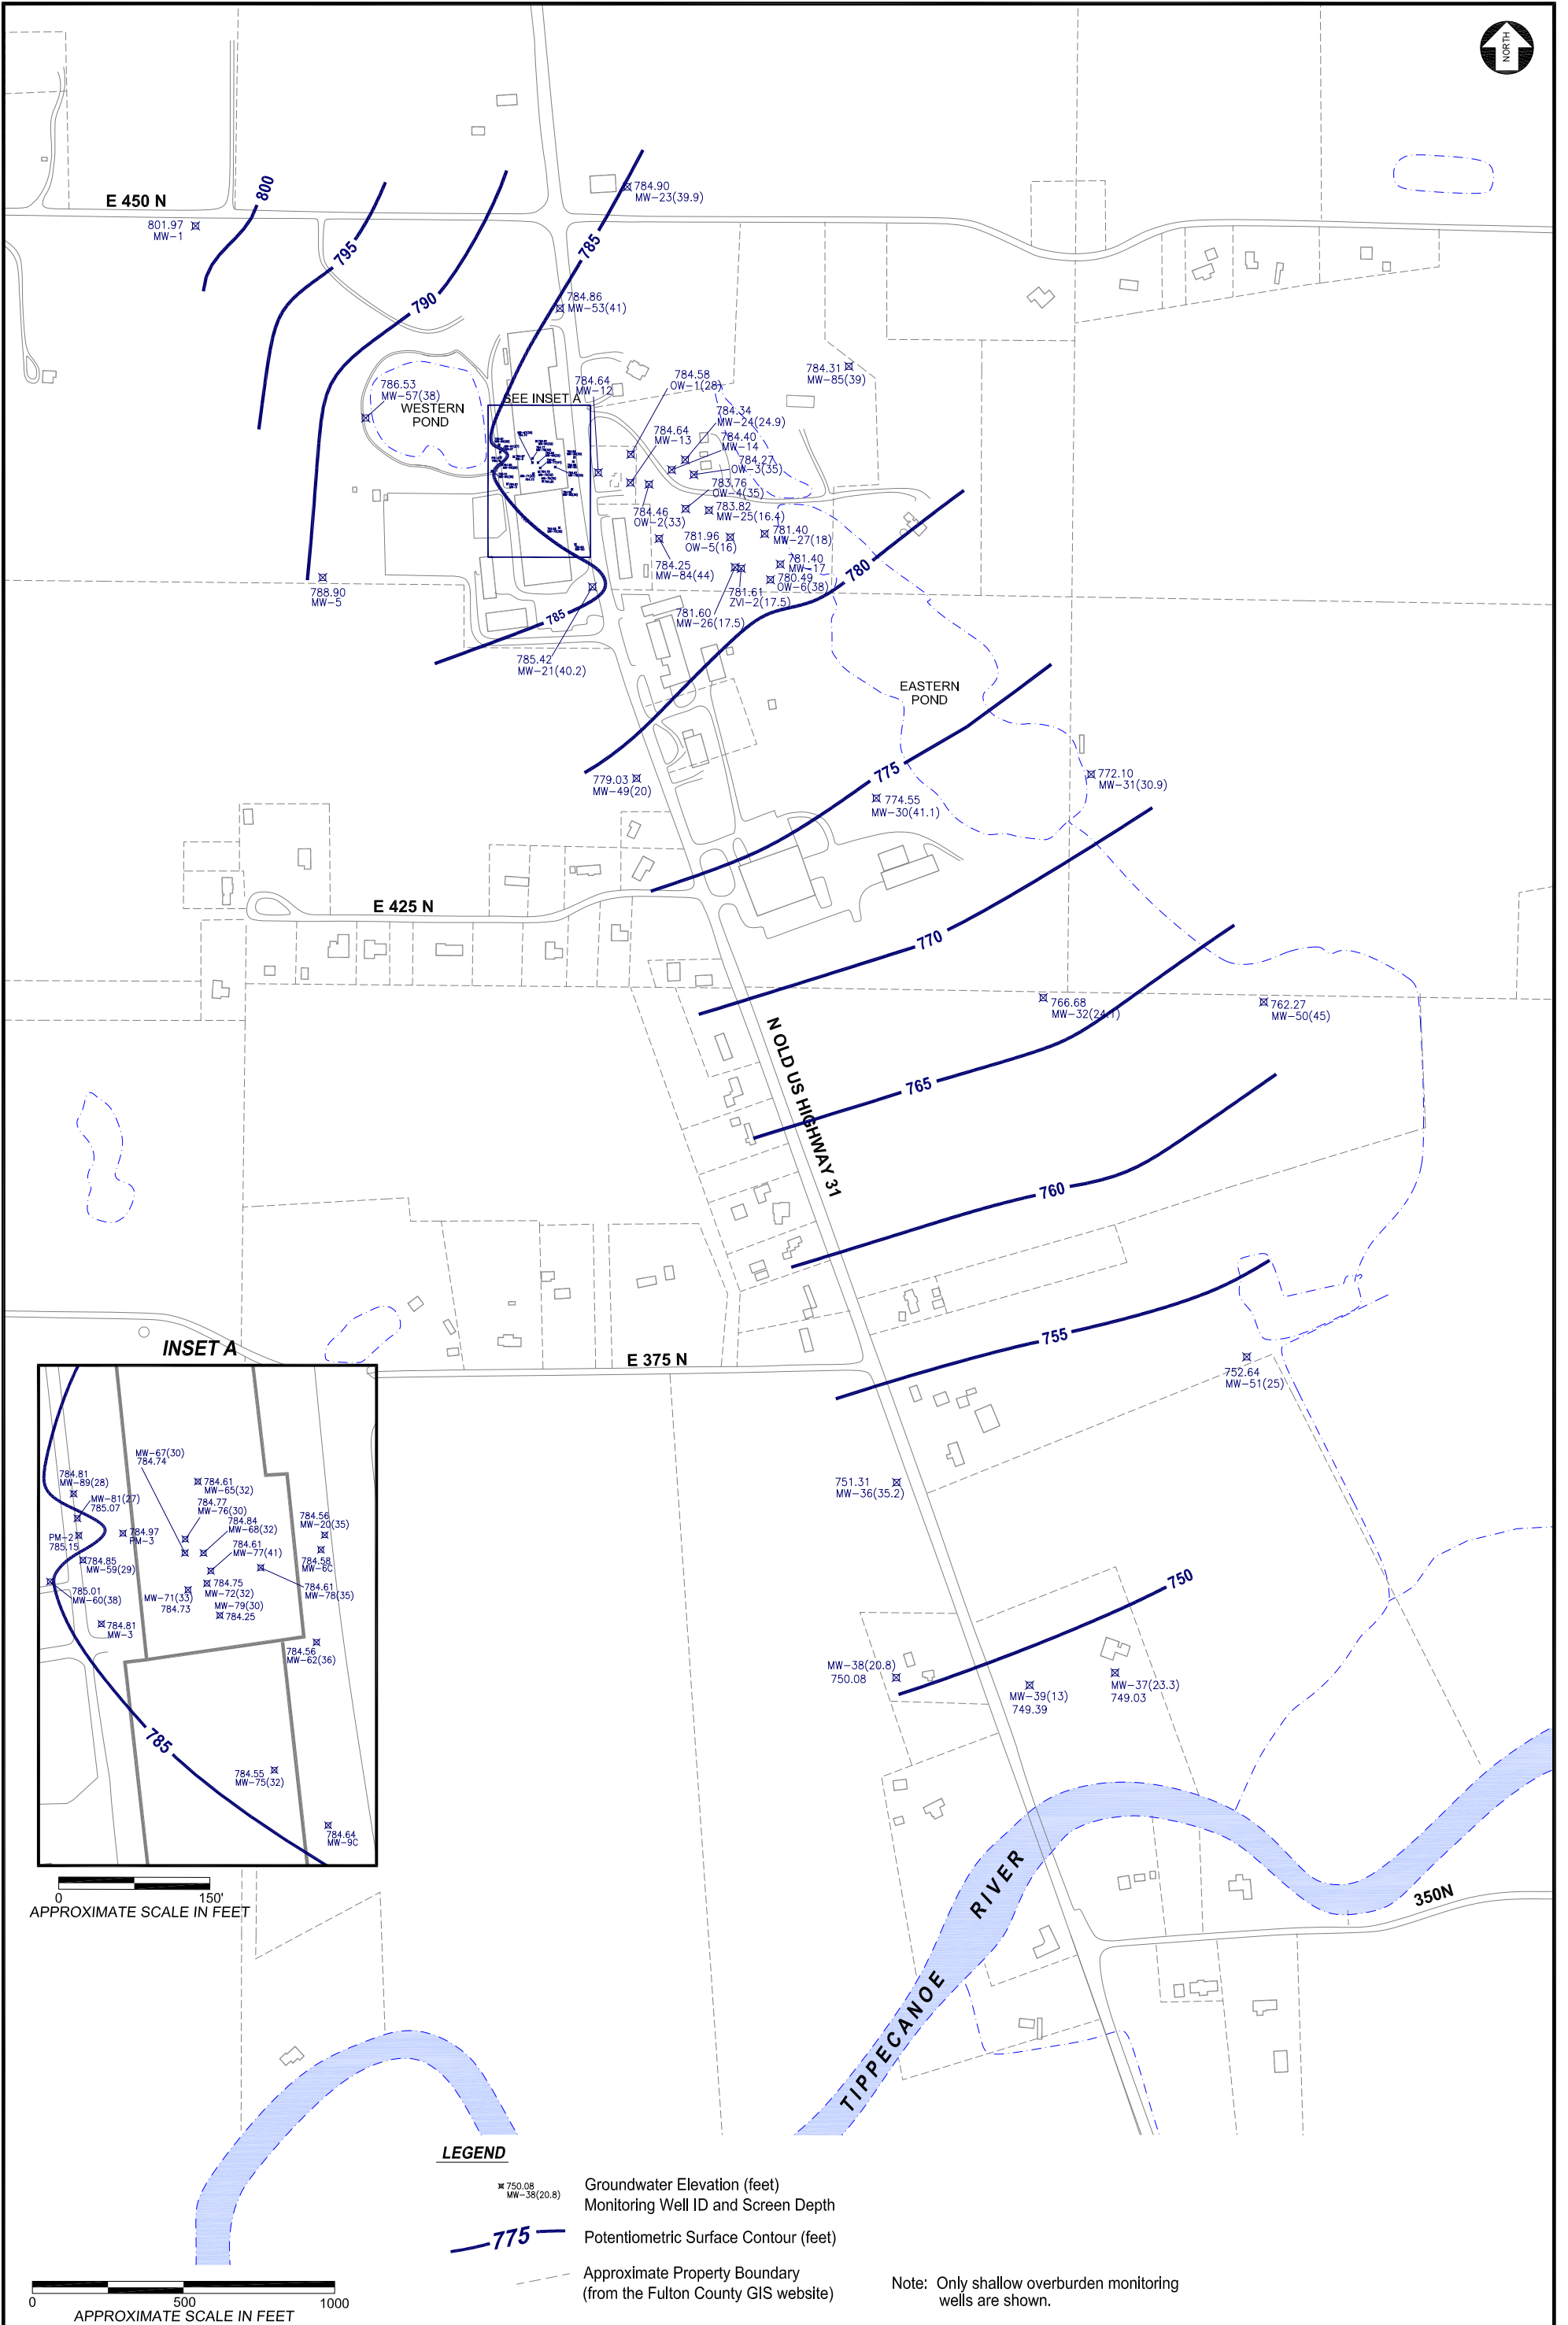 NORTH
E 450 N
800
801.97
MW-1
795
790
785
784.90
MW-23(39.9)
784.86
MW-53(41)
786.53
MW-57(38)
WESTERN
POND
SEE INSET A
784.64
MW-12
784.58
OW-1(28)
784.31
MW-85(39)
784.34
MW-24(24.9)
784.64
MW-13
784.40
MW-14
784.27
OW-3(35)
783.76
OW-4(35)
784.46
OW-2(33)
783.82
MW-25(16.4)
781.96
OW-5(16)
781.40
MW-27(18)
784.25
MW-84(44)
781.40
MW-17
780.49
OW-6(38)
780
781.61
ZVI-2(17.5)
781.60
MW-26(17.5)
788.90
MW-5
785
785.42
MW-21(40.2)
EASTERN
POND
779.03
MW-49(20)
775
774.55
MW-30(41.1)
772.10
MW-31(30.9)
E 425 N
770
766.68
MW-32(24.1)
762.27
MW-50(45)
N OLD US HIGHWAY 31
765
760
755
E 375 N
752.64
MW-51(25)
751.31
MW-36(35.2)
750
MW-38(20.8)
750.08
MW-39(13)
749.39
MW-37(23.3)
749.03
TIPPECANOE RIVER
350N
INSET A
MW-67(30)
784.74
784.81
MW-89(28)
784.61
MW-65(32)
MW-81(27)
785.07
784.77
MW-76(30)
784.84
MW-68(32)
784.56
MW-20(35)
PM-2
785.15
784.97
PM-3
784.61
MW-77(41)
784.58
MW-6C
784.85
MW-59(29)
785.01
MW-60(38)
784.75
MW-72(32)
784.61
MW-78(35)
MW-71(33)
784.73
MW-79(30)
784.25
784.81
MW-3
784.56
MW-62(36)
785
784.55
MW-75(32)
784.64
MW-9C
0 150'
APPROXIMATE SCALE IN FEET
LEGEND
750.08
MW-38(20.8)
Groundwater Elevation (feet)
Monitoring Well ID and Screen Depth
775
Potentiometric Surface Contour (feet)
Approximate Property Boundary
(from the Fulton County GIS website)
Note: Only shallow overburden monitoring
wells are shown.
0 500 1000
APPROXIMATE SCALE IN FEET